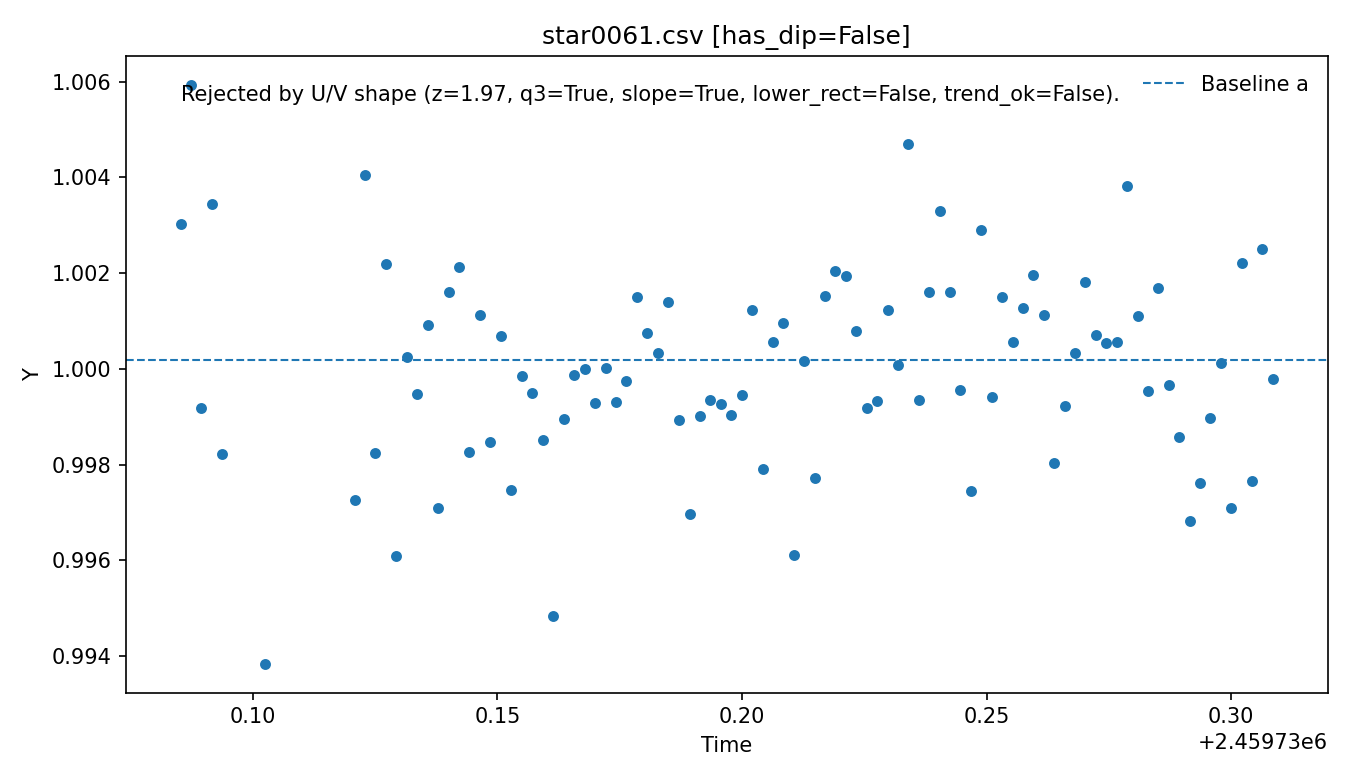 star0061.csv [has_dip=False]
Rejected by U/V shape (z=1.97, q3=True, slope=True, lower_rect=False, trend_ok=False).
Baseline a
Y
1.006
1.004
1.002
1.000
0.998
0.996
0.994
0.10 0.15 0.20 0.25 0.30
Time
+2.45973e6